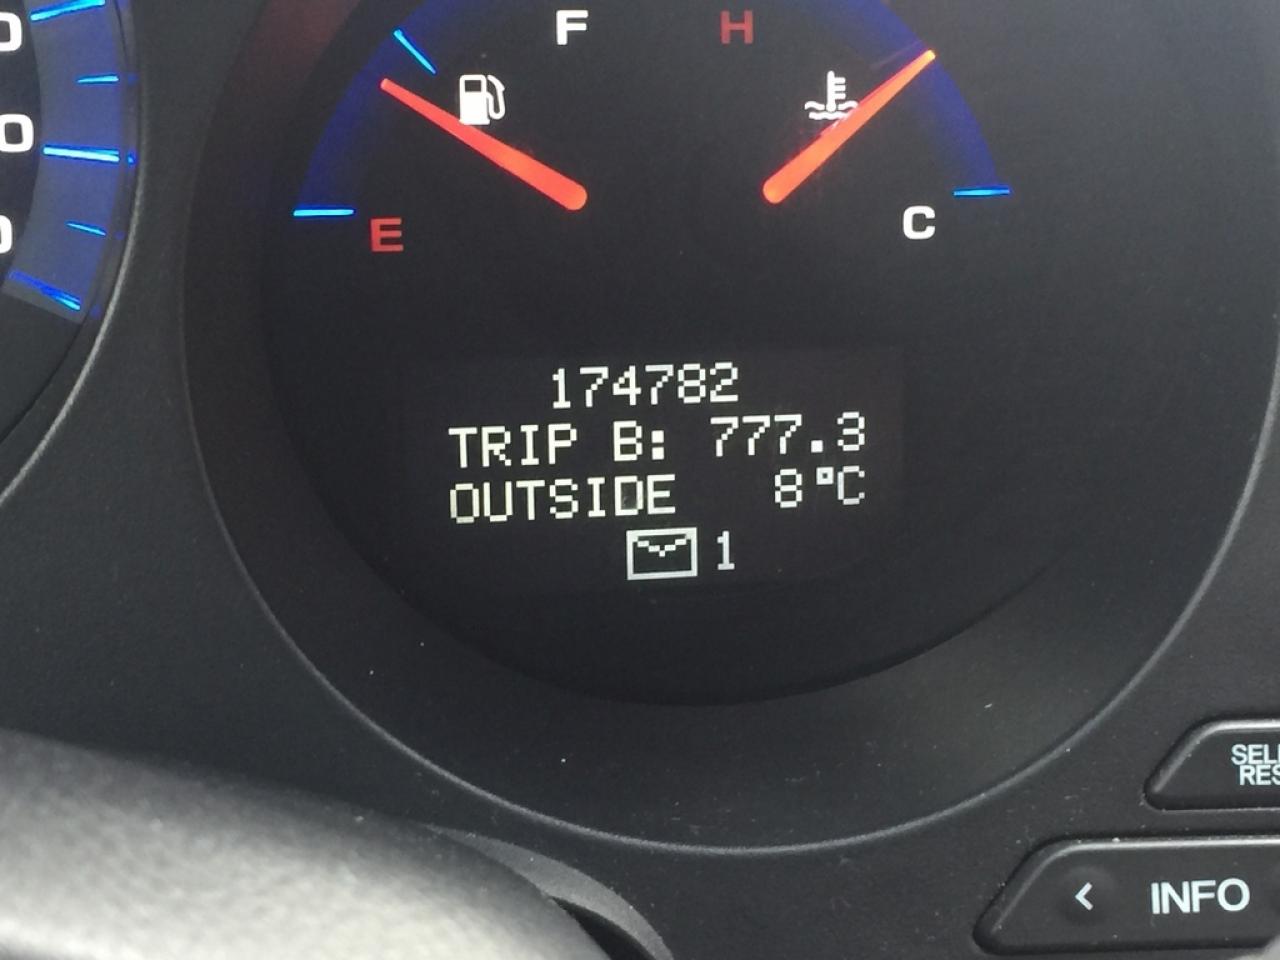 F H
E C
174782
TRIP B: 777.3
OUTSIDE 8°C
1
INFO